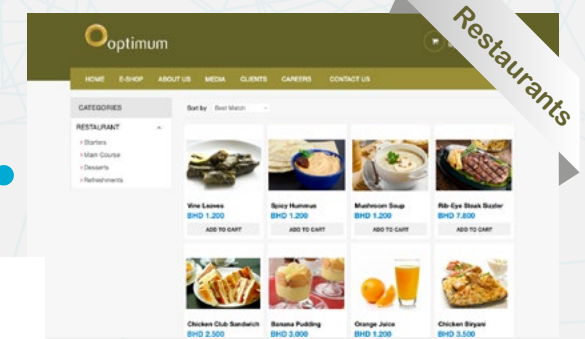 Restaurants
optimum
HOME E-SHOP ABOUT US MEDIA CLIENTS CAREERS CONTACT US
CATEGORIES
Sort by Best Match
RESTAURANT
> Starters
> Main Course
> Desserts
> Refreshments
Vine Leaves Spicy Hummus Mushroom Soup Rib-Eye Steak Sizzler
BHD 1.200 BHD 1.200 BHD 1.200 BHD 7.800
ADD TO CART ADD TO CART ADD TO CART ADD TO CART
Chicken Club Sandwich Banana Pudding Orange Juice Chicken Biryani
BHD 2.500 BHD 3.000 BHD 1.200 BHD 3.500